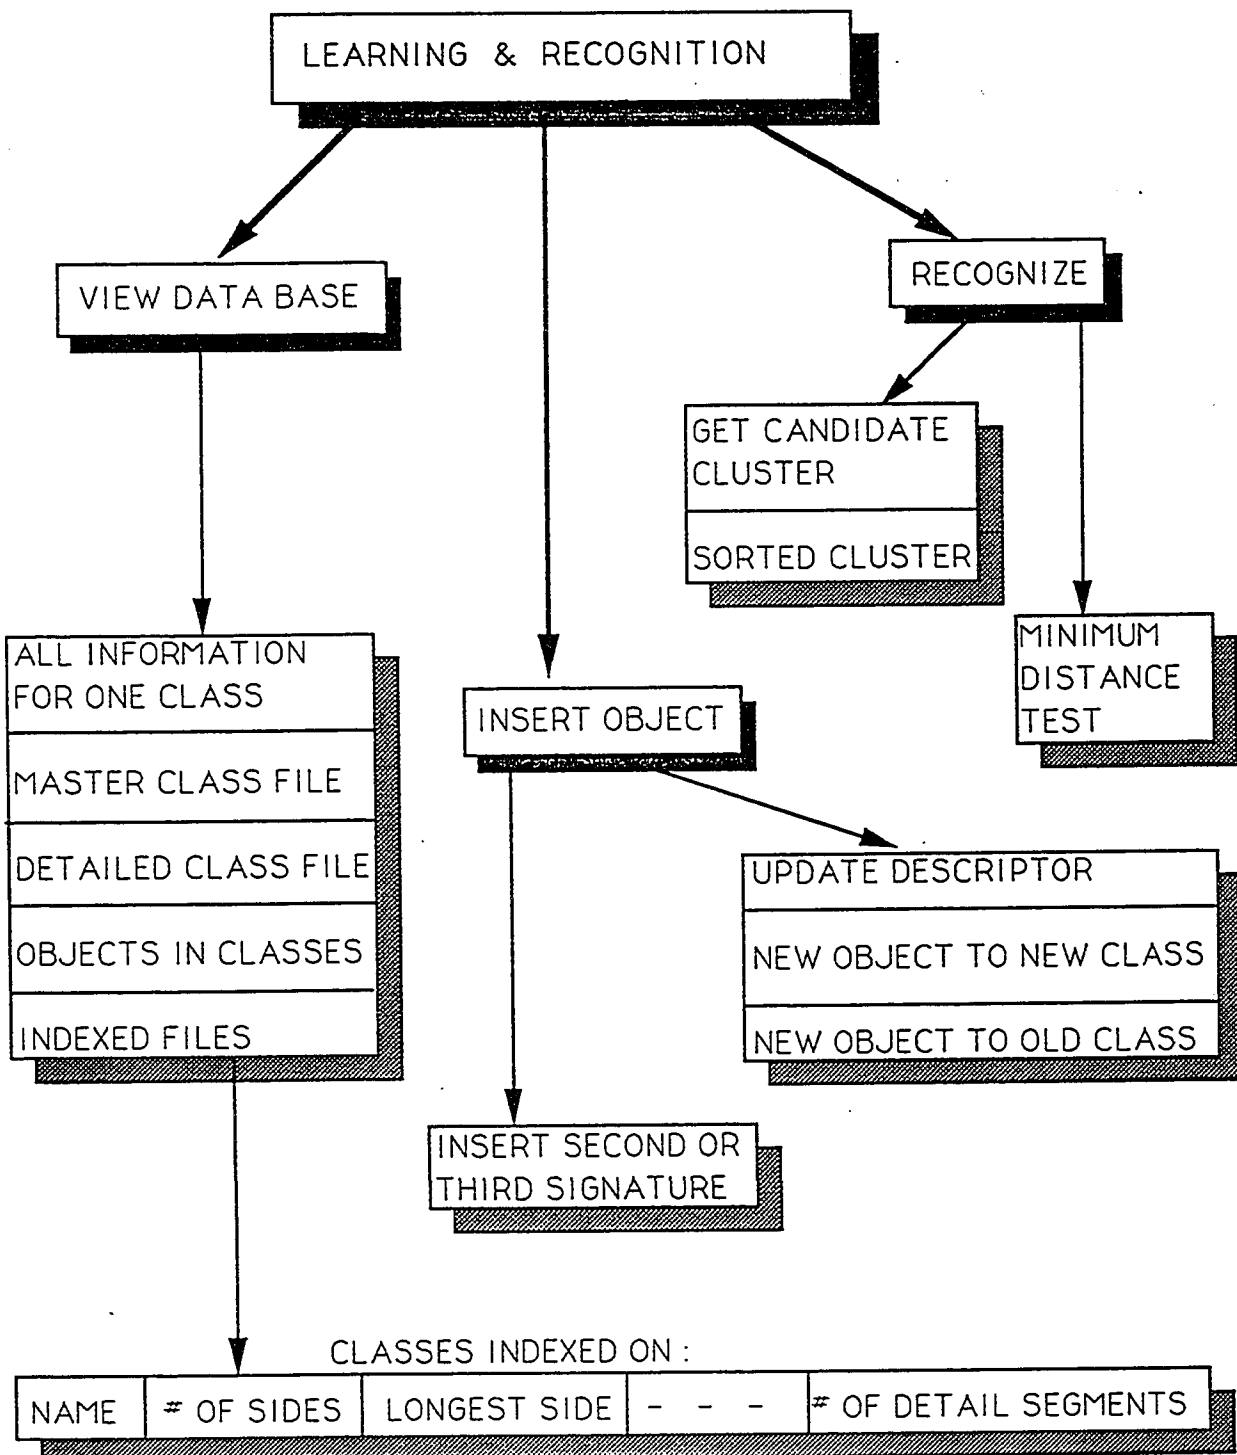 LEARNING & RECOGNITION
VIEW DATA BASE
RECOGNIZE
GET CANDIDATE
CLUSTER
SORTED CLUSTER
MINIMUM
DISTANCE
TEST
ALL INFORMATION
FOR ONE CLASS
MASTER CLASS FILE
DETAILED CLASS FILE
OBJECTS IN CLASSES
INDEXED FILES
INSERT OBJECT
UPDATE DESCRIPTOR
NEW OBJECT TO NEW CLASS
NEW OBJECT TO OLD CLASS
INSERT SECOND OR
THIRD SIGNATURE
CLASSES INDEXED ON :
NAME # OF SIDES LONGEST SIDE - - - # OF DETAIL SEGMENTS